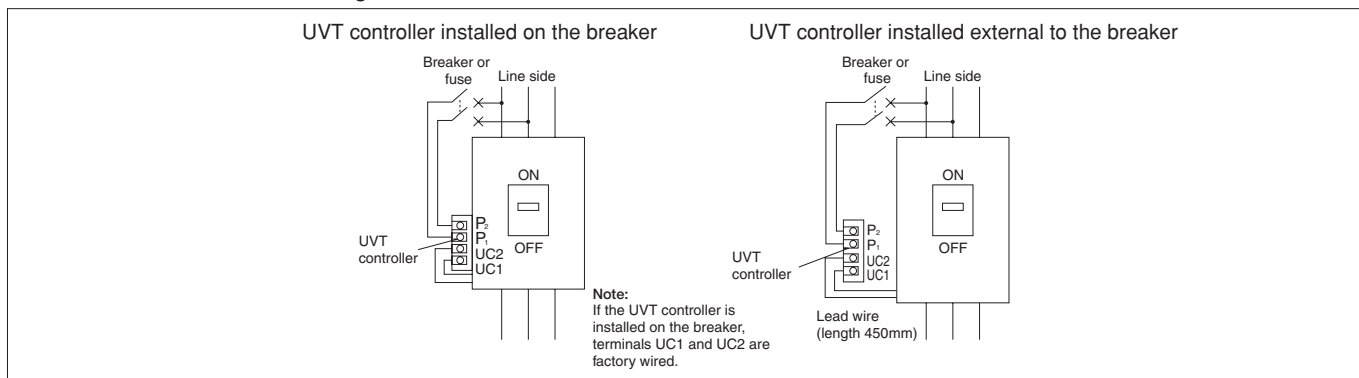 UVT controller installed on the breaker
Breaker or
fuse
Line side
ON
OFF
P₂
P₁
UC2
UC1
UVT
controller
Note:
If the UVT controller is
installed on the breaker,
terminals UC1 and UC2 are
factory wired.
UVT controller installed external to the breaker
Breaker or
fuse
Line side
ON
OFF
P₂
P₁
UC2
UC1
UVT
controller
Lead wire
(length 450mm)